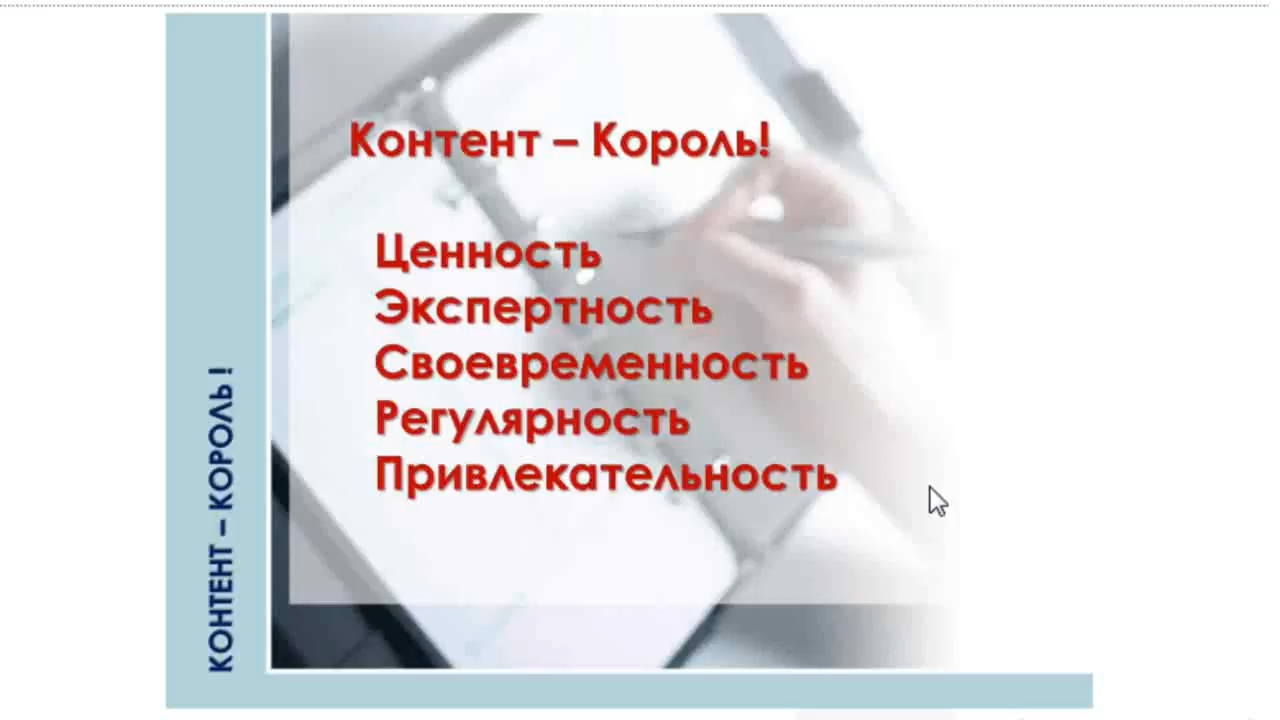 Контент – Король!
Ценность
Экспертность
Своевременность
Регулярность
Привлекательность
КОНТЕНТ – КОРОЛЬ !